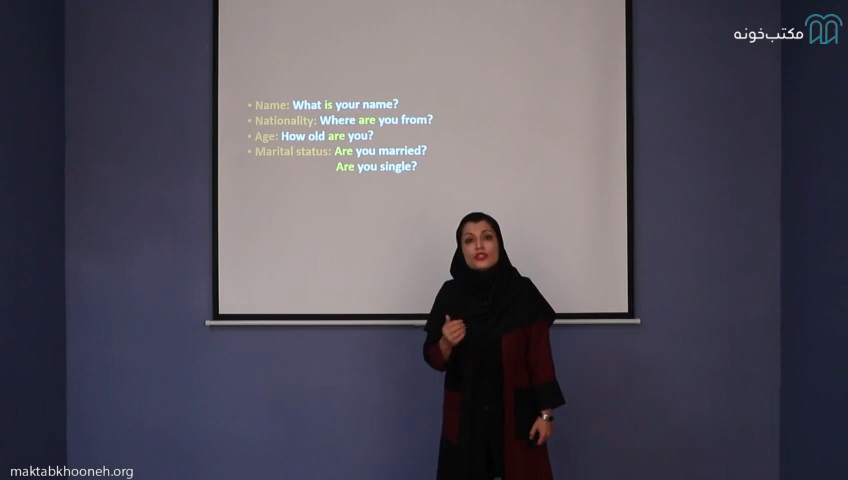 مکتب‌خونه
• Name: What is your name?
• Nationality: Where are you from?
• Age: How old are you?
• Marital status: Are you married?
Are you single?
maktabkhooneh.org